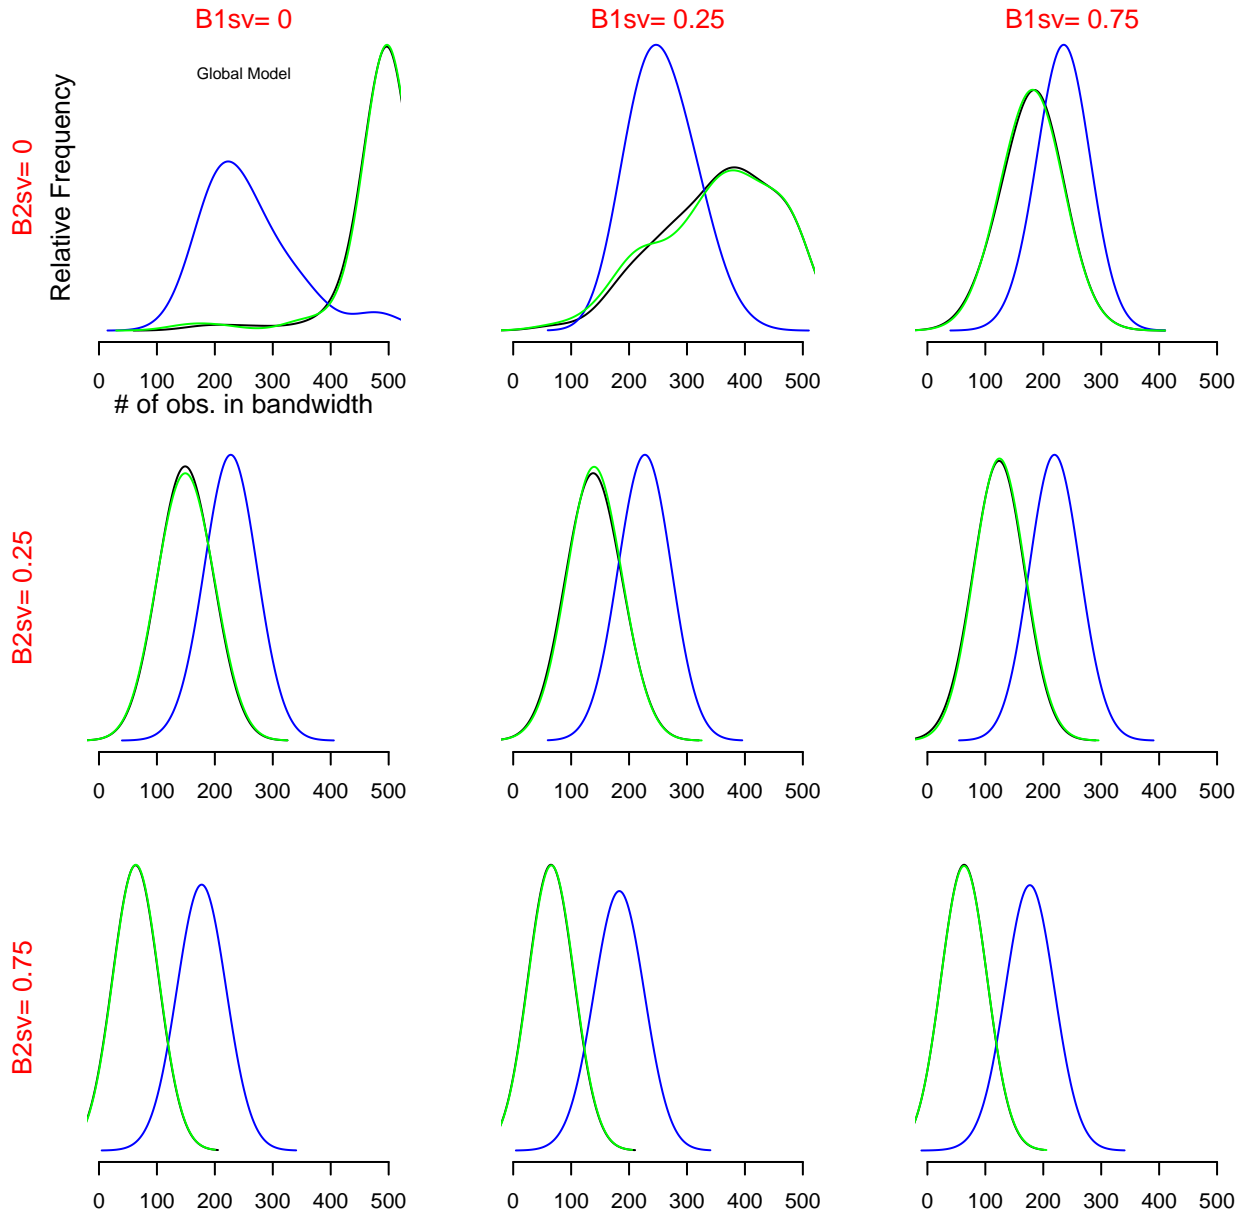 B1sv= 0
B1sv= 0.25
B1sv= 0.75
B2sv= 0
Relative Frequency
Global Model
0 100 200 300 400 500
0 100 200 300 400 500
0 100 200 300 400 500
# of obs. in bandwidth
B2sv= 0.25
0 100 200 300 400 500
0 100 200 300 400 500
0 100 200 300 400 500
B2sv= 0.75
0 100 200 300 400 500
0 100 200 300 400 500
0 100 200 300 400 500